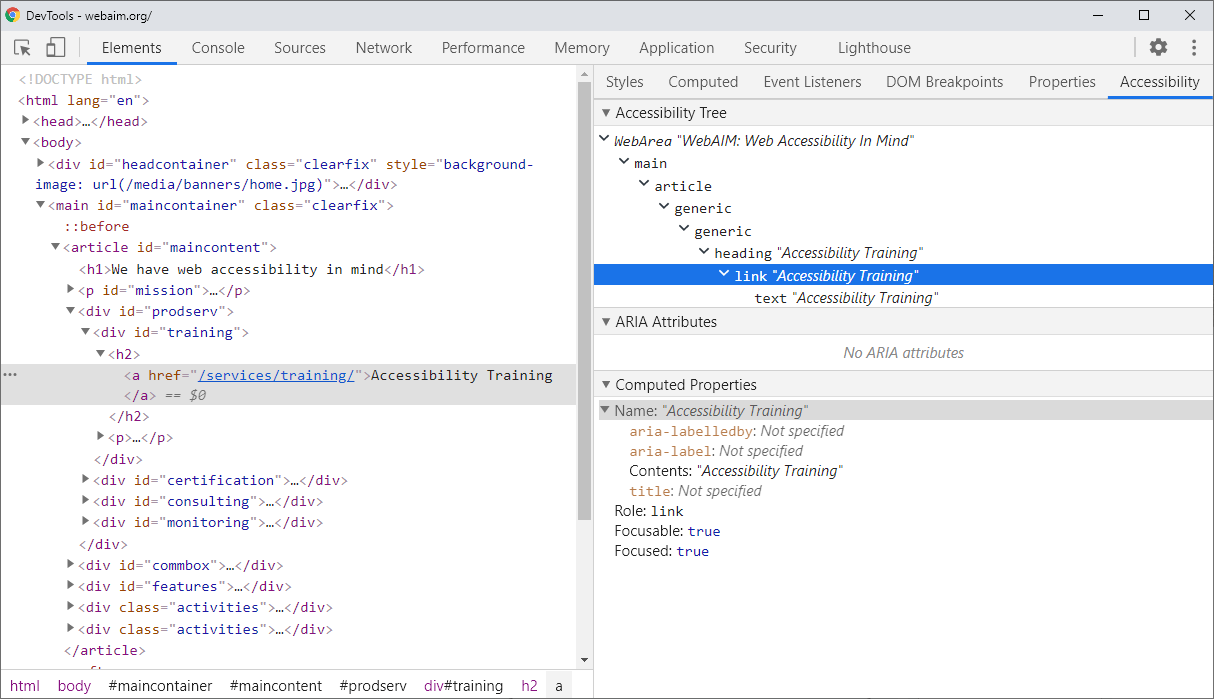 DevTools - webaim.org/
Elements Console Sources Network Performance Memory Application Security Lighthouse
<!DOCTYPE html>
<html lang="en">
<head>…</head>
<body>
<div id="headcontainer" class="clearfix" style="background-
image: url(/media/banners/home.jpg)">…</div>
<main id="maincontainer" class="clearfix">
::before
<article id="maincontent">
<h1>We have web accessibility in mind</h1>
<p id="mission">…</p>
<div id="prodserv">
<div id="training">
<h2>
<a href="/services/training/">Accessibility Training
</a> == $0
</h2>
<p>…</p>
</div>
<div id="certification">…</div>
<div id="consulting">…</div>
<div id="monitoring">…</div>
</div>
<div id="commbox">…</div>
<div id="features">…</div>
<div class="activities">…</div>
<div class="activities">…</div>
</article>
html body #maincontainer #maincontent #prodserv div#training h2 a
Styles Computed Event Listeners DOM Breakpoints Properties Accessibility
Accessibility Tree
WebArea "WebAIM: Web Accessibility In Mind"
main
article
generic
generic
heading "Accessibility Training"
link "Accessibility Training"
text "Accessibility Training"
ARIA Attributes
No ARIA attributes
Computed Properties
Name: "Accessibility Training"
aria-labelledby: Not specified
aria-label: Not specified
Contents: "Accessibility Training"
title: Not specified
Role: link
Focusable: true
Focused: true